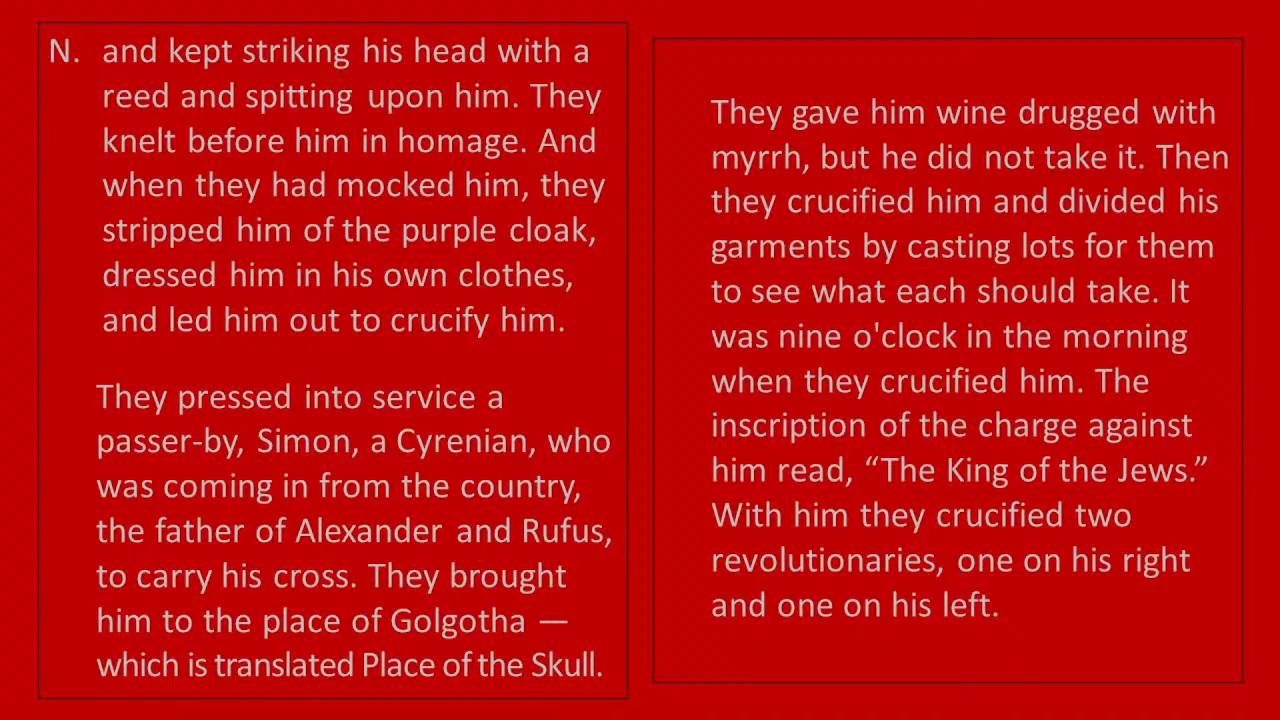 N. and kept striking his head with a
reed and spitting upon him. They
knelt before him in homage. And
when they had mocked him, they
stripped him of the purple cloak,
dressed him in his own clothes,
and led him out to crucify him.
They pressed into service a
passer-by, Simon, a Cyrenian, who
was coming in from the country,
the father of Alexander and Rufus,
to carry his cross. They brought
him to the place of Golgotha —
which is translated Place of the Skull.
They gave him wine drugged with
myrrh, but he did not take it. Then
they crucified him and divided his
garments by casting lots for them
to see what each should take. It
was nine o'clock in the morning
when they crucified him. The
inscription of the charge against
him read, “The King of the Jews.”
With him they crucified two
revolutionaries, one on his right
and one on his left.